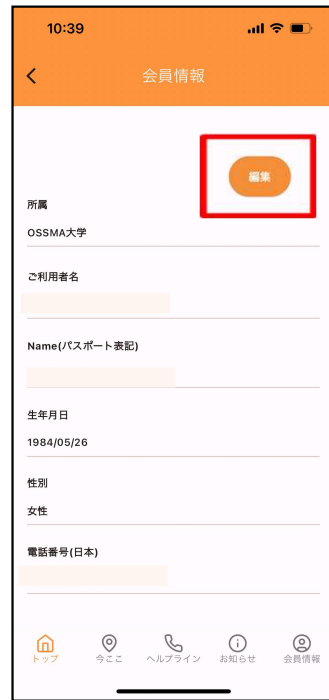 10:39
会員情報
編集
所属
OSSMA大学
ご利用者名
Name(パスポート表記)
生年月日
1984/05/26
性別
女性
電話番号(日本)
トップ 今ここ ヘルプライン お知らせ 会員情報